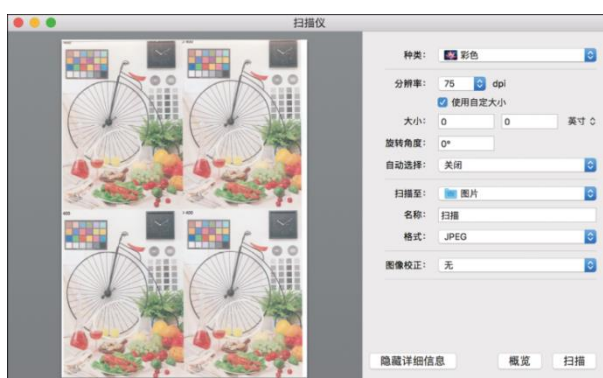 扫描仪
种类： 彩色
分辨率： 75 dpi
使用自定大小
大小： 0 0 英寸
旋转角度： 0°
自动选择： 关闭
扫描至： 图片
名称： 扫描
格式： JPEG
图像校正： 无
隐藏详细信息 概览 扫描